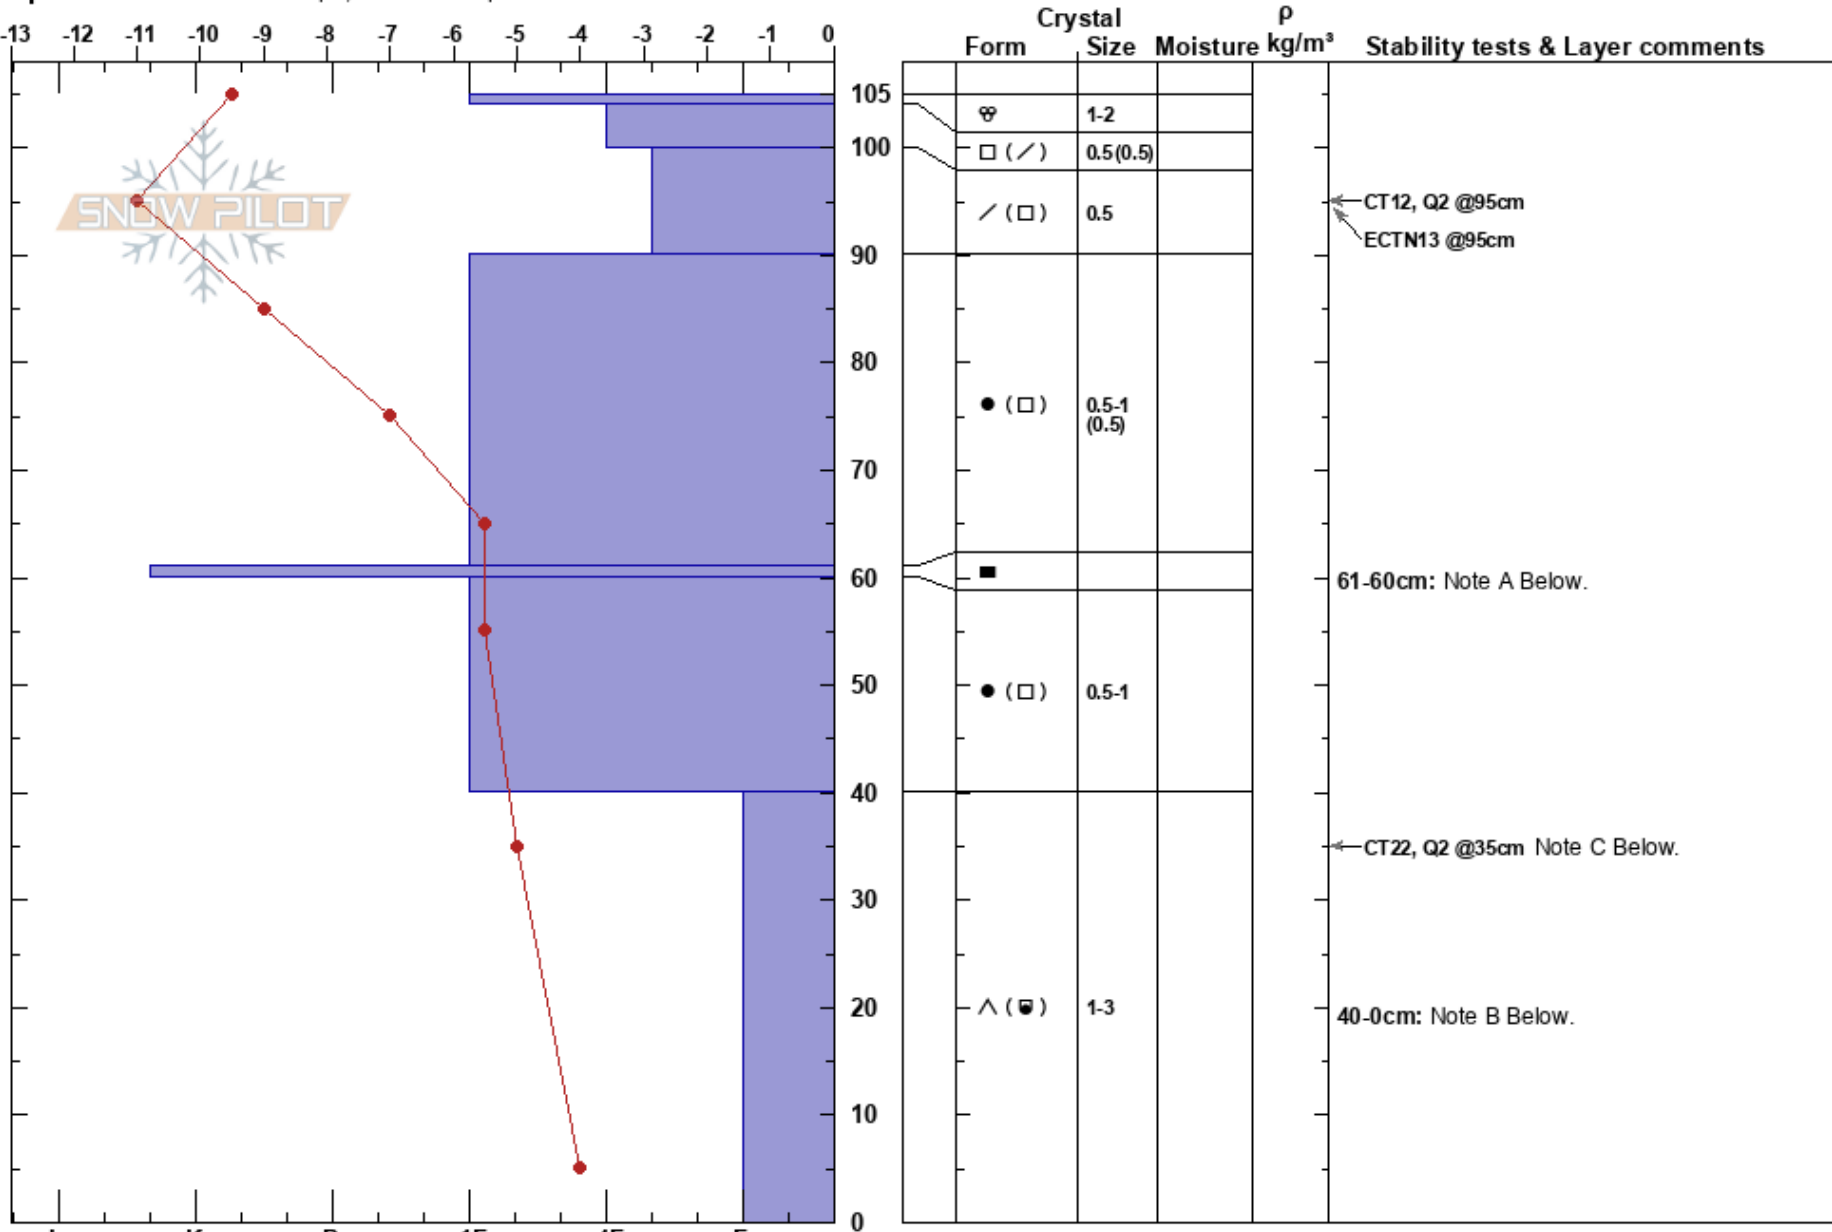 Crystal
ρ
-13 -12 -11 -10 -9 -8 -7 -6 -5 -4 -3 -2 -1 0
Form Size Moisture kg/m³ Stability tests & Layer comments
105
1-2
100
0.5(0.5)
SNOW PILOT
CT12, Q2 @95cm
0.5
ECTN13 @95cm
90
80
0.5-1
(0.5)
70
60
61-60cm: Note A Below.
50
0.5-1
40
CT22, Q2 @35cm Note C Below.
30
20
1-3
40-0cm: Note B Below.
10
0